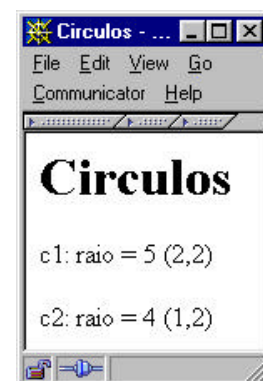 Circulos - ...
File Edit View Go
Communicator Help
Circulos
c1: raio = 5 (2,2)
c2: raio = 4 (1,2)